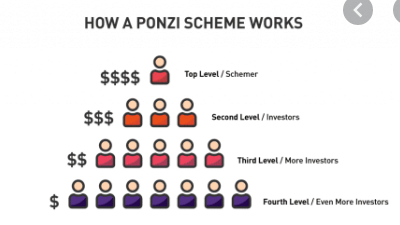 HOW A PONZI SCHEME WORKS
$$$$ Top Level / Schemer
$$$ Second Level / Investors
$$ Third Level / More Investors
$ Fourth Level / Even More Investors